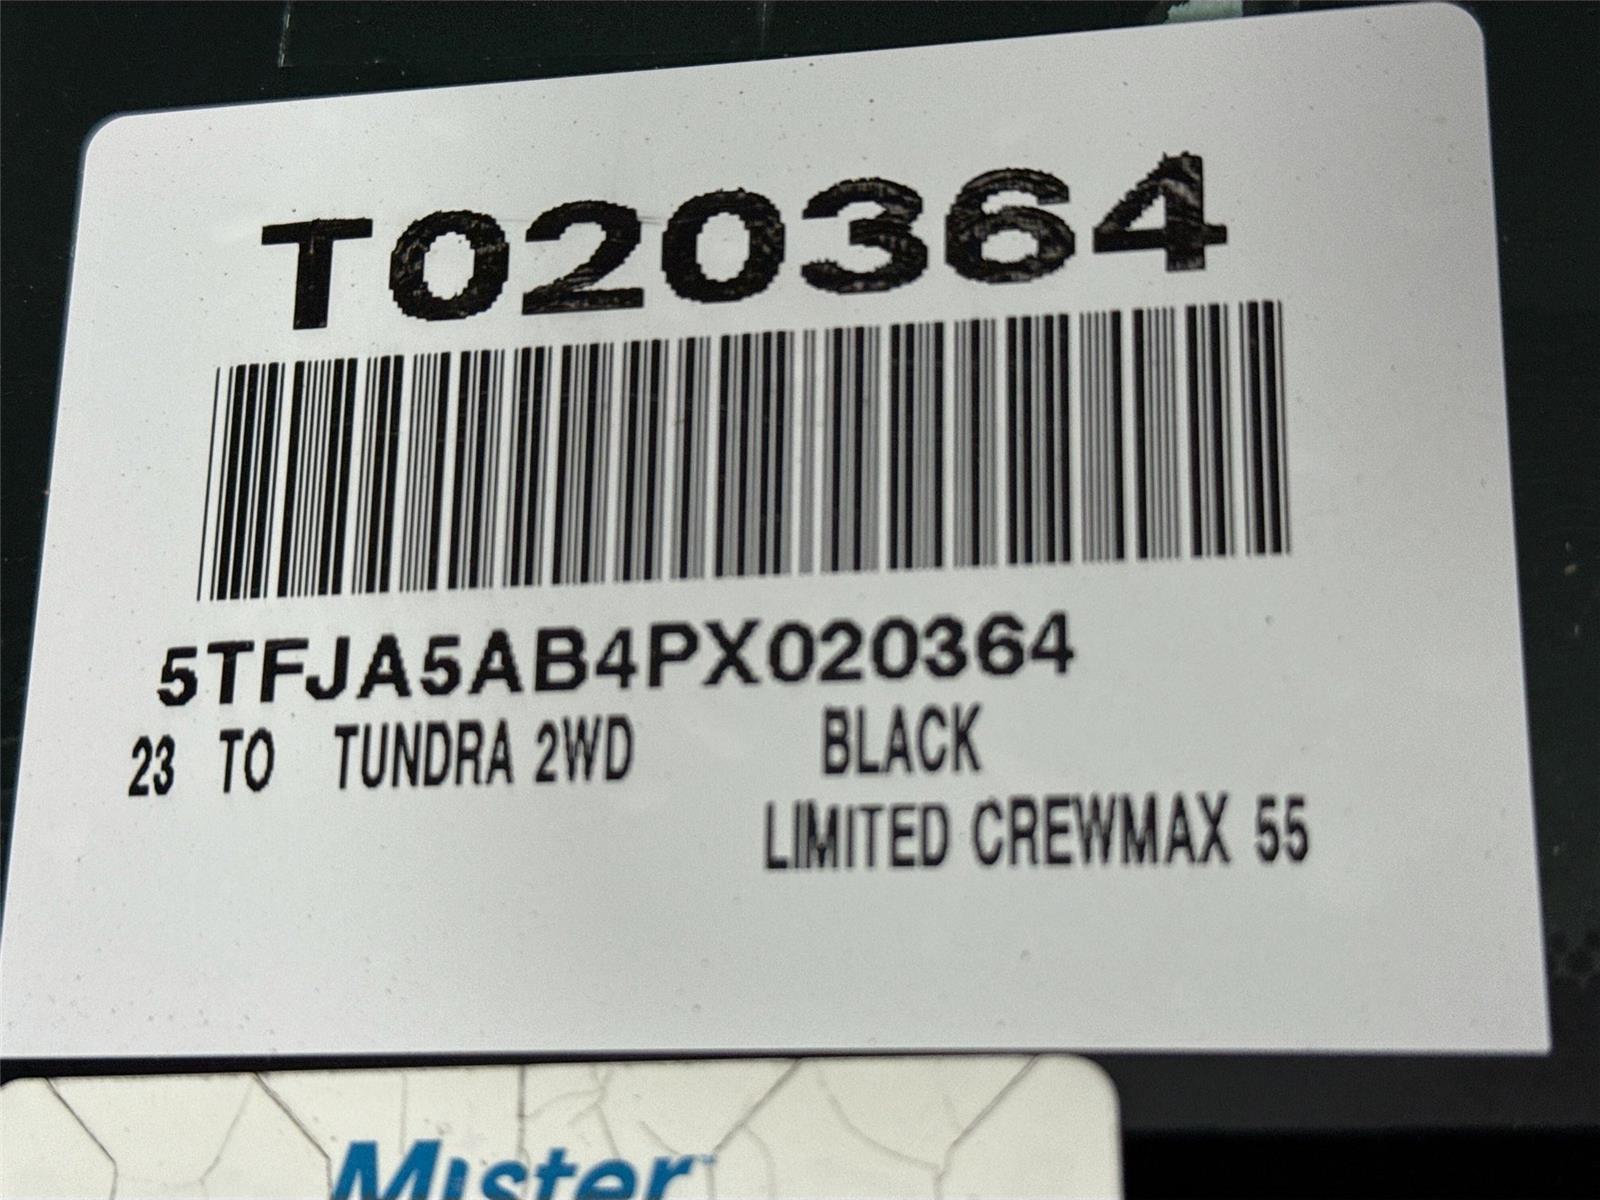 T020364
5TFJA5AB4PX020364
23 TO TUNDRA 2WD BLACK
LIMITED CREWMAX 55
Mister